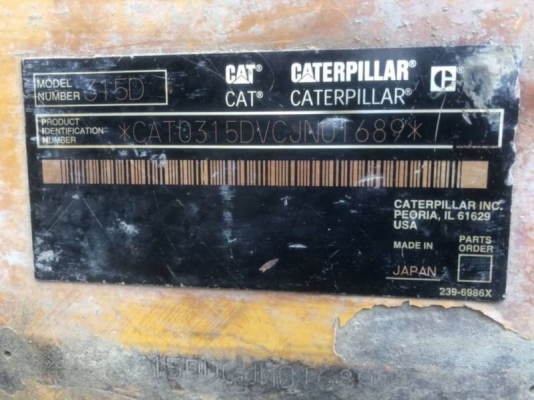 MODEL NUMBER 315D
CAT® CATERPILLAR® C
CAT® CATERPILLAR®
PRODUCT IDENTIFICATION NUMBER *CAT0315DVCJN01689*
CATERPILLAR INC.
PEORIA, IL 61629
USA
MADE IN
JAPAN
PARTS ORDER
239-6986X